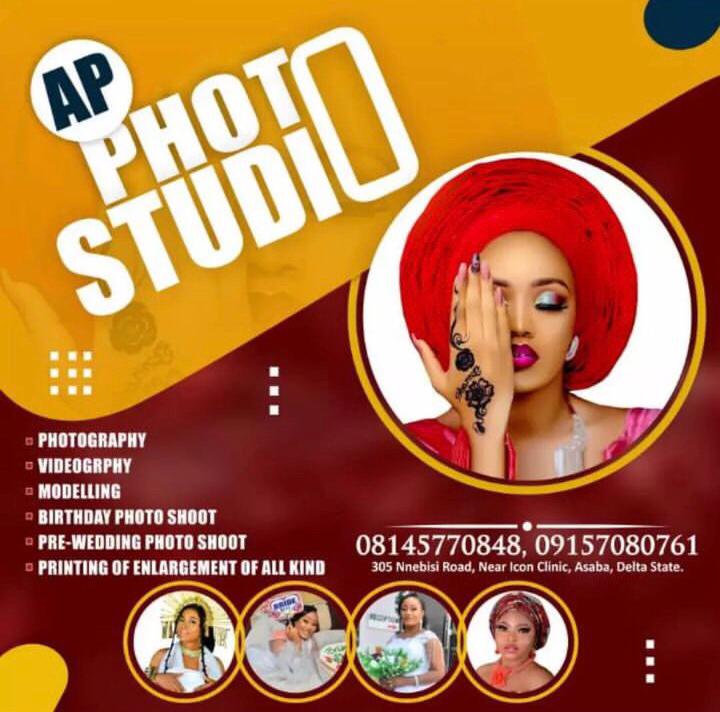 AP
PHOTO
STUDIO
PHOTOGRAPHY
VIDEOGRPHY
MODELLING
BIRTHDAY PHOTO SHOOT
PRE-WEDDING PHOTO SHOOT
PRINTING OF ENLARGEMENT OF ALL KIND
08145770848, 09157080761
305 Nnebisi Road, Near Icon Clinic, Asaba, Delta State.
BRIDE